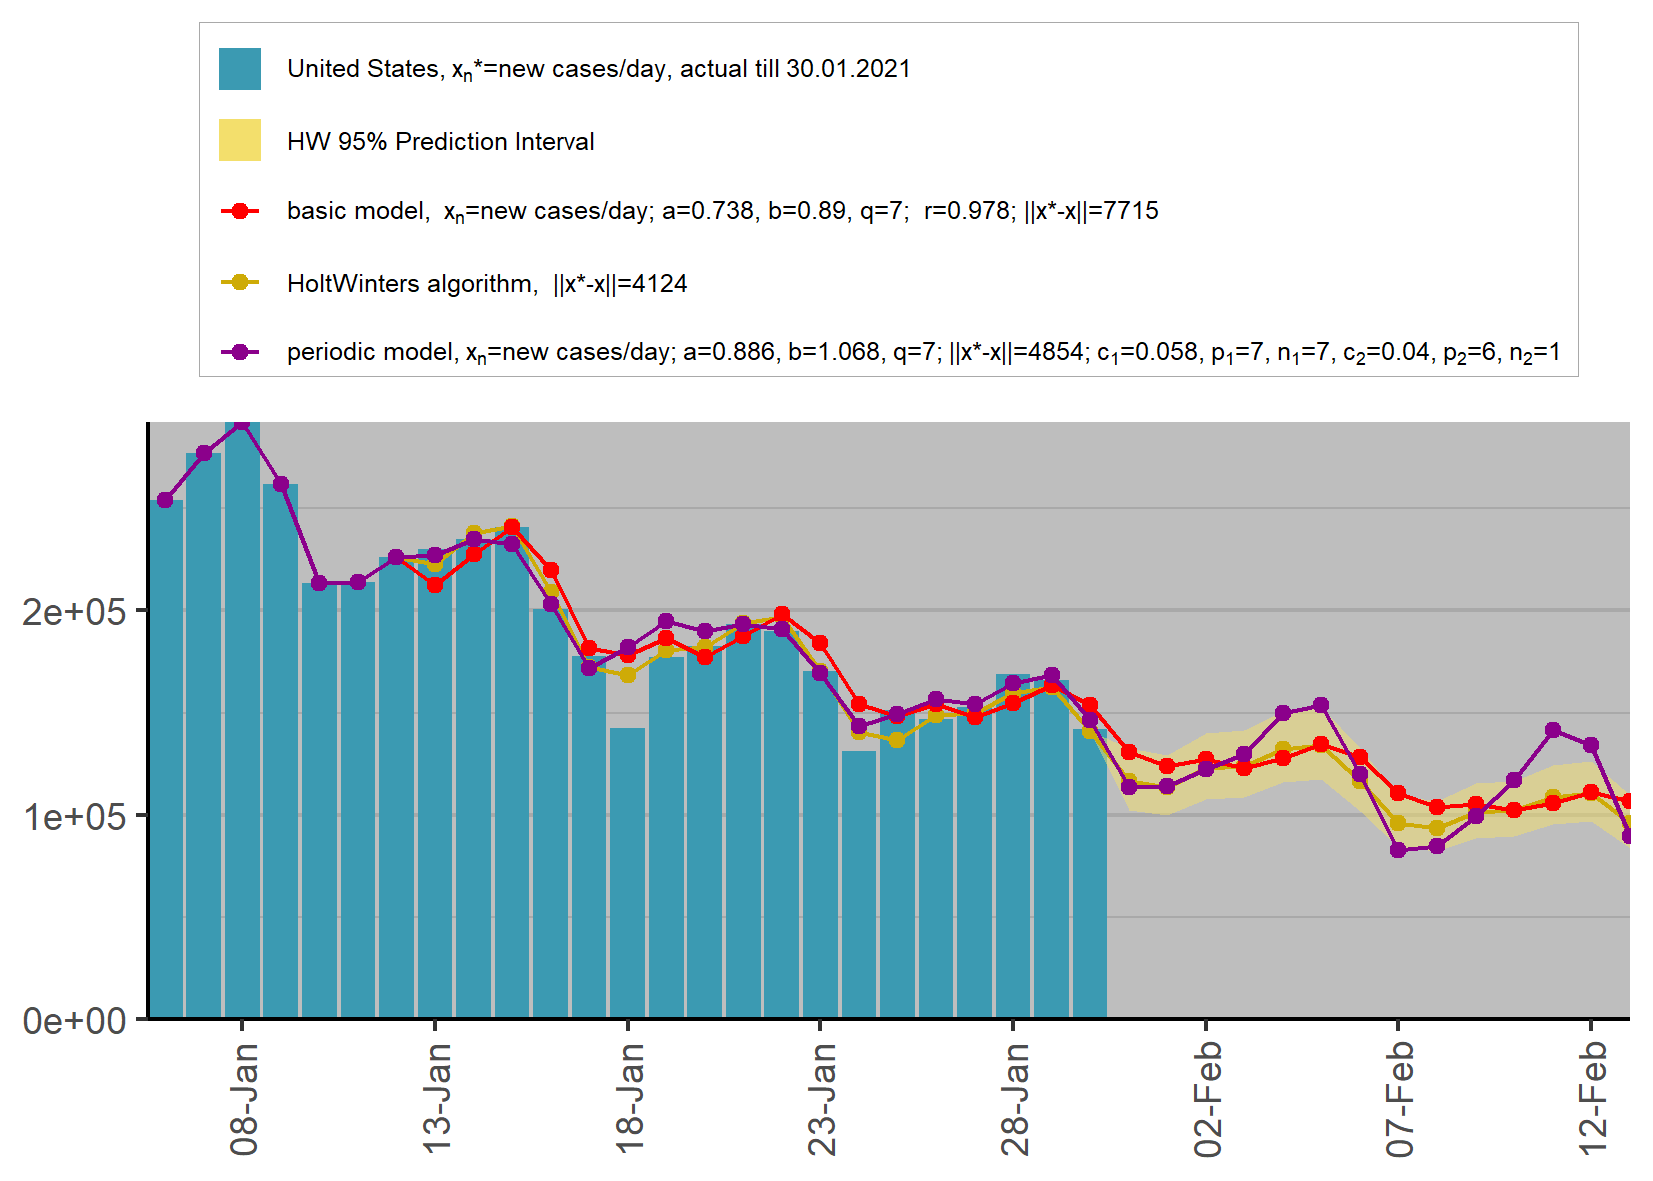 United States, xₙ*=new cases/day, actual till 30.01.2021
HW 95% Prediction Interval
basic model,  xₙ=new cases/day; a=0.738, b=0.89, q=7;  r=0.978; ||x*-x||=7715
HoltWinters algorithm,  ||x*-x||=4124
periodic model, xₙ=new cases/day; a=0.886, b=1.068, q=7; ||x*-x||=4854; c₁=0.058, p₁=7, n₁=7, c₂=0.04, p₂=6, n₂=1
2e+05
1e+05
0e+00
08-Jan
13-Jan
18-Jan
23-Jan
28-Jan
02-Feb
07-Feb
12-Feb